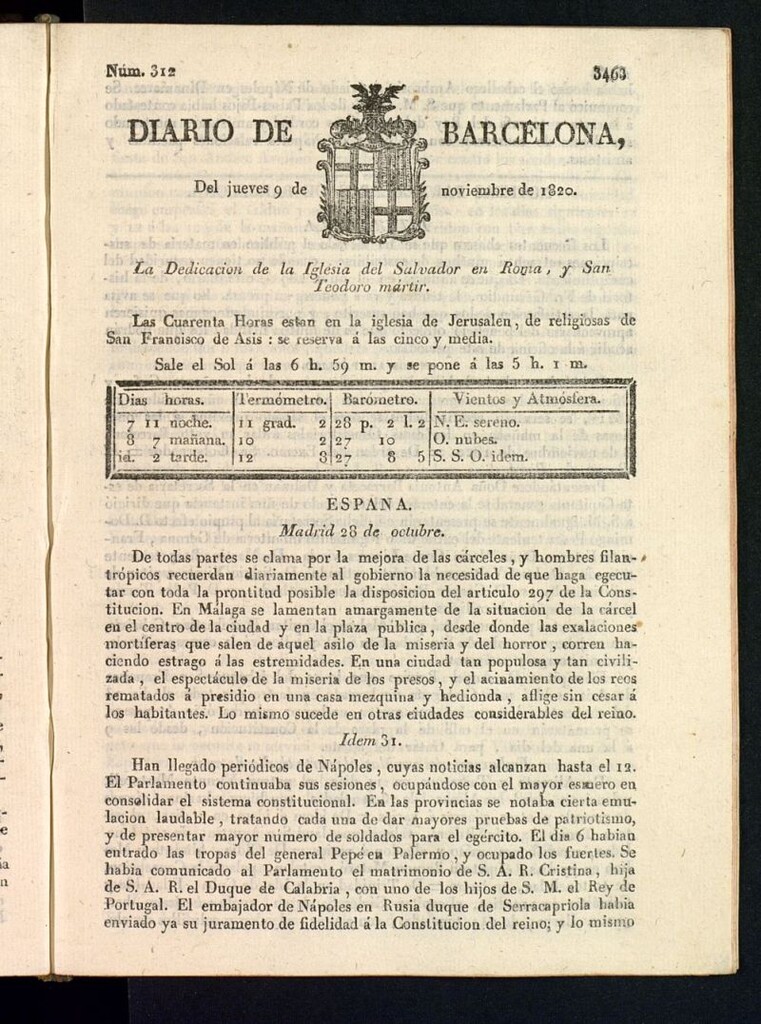 Núm. 312 3463
DIARIO DE BARCELONA,
Del jueves 9 de noviembre de 1820.
La Dedicacion de la Iglesia del Salvador en Roma, y San
Teodoro mártir.
Las Cuarenta Horas estan en la iglesia de Jerusalen, de religiosas de
San Francisco de Asis : se reserva á las cinco y media.
Sale el Sol á las 6 h. 59 m. y se pone á las 5 h. 1 m.
Dias horas. Termómetro. Barómetro. Vientos y Atmósfera.
7 11 noche. 11 grad. 2 28 p. 2 l. 2 N. E. sereno.
8 7 mañana. 10 2 27 10 O. nubes.
id. 2 tarde. 12 8 27 8 5 S. S. O. idem.
ESPAÑA.
Madrid 28 de octubre.
De todas partes se clama por la mejora de las cárceles, y hombres filan-
trópicos recuerdan diariamente al gobierno la necesidad de que haga egecu-
tar con toda la prontitud posible la disposicion del artículo 297 de la Cons-
titucion. En Málaga se lamentan amargamente de la situacion de la cárcel
en el centro de la ciudad y en la plaza pública, desde donde las exalaciones
mortíferas que salen de aquel asilo de la miseria y del horror, corren ha-
ciendo estrago á las estremidades. En una ciudad tan populosa y tan civili-
zada, el espectáculo de la miseria de los presos, y el acinamiento de los reos
rematados á presidio en una casa mezquina y hedionda, aflige sin cesar á
los habitantes. Lo mismo sucede en otras ciudades considerables del reino.
Idem 31.
Han llegado periódicos de Nápoles, cuyas noticias alcanzan hasta el 12.
El Parlamento continuaba sus sesiones, ocupándose con el mayor esmero en
consolidar el sistema constitucional. En las provincias se notaba cierta emu-
lacion laudable, tratando cada una de dar mayores pruebas de patriotismo,
y de presentar mayor número de soldados para el egército. El dia 6 habian
entrado las tropas del general Pepé en Palermo, y ocupado los fuertes. Se
habia comunicado al Parlamento el matrimonio de S. A. R. Cristina, hija
de S. A. R. el Duque de Calabria, con uno de los hijos de S. M. el Rey de
Portugal. El embajador de Nápoles en Rusia duque de Serracapriola habia
enviado ya su juramento de fidelidad á la Constitucion del reino; y lo mismo